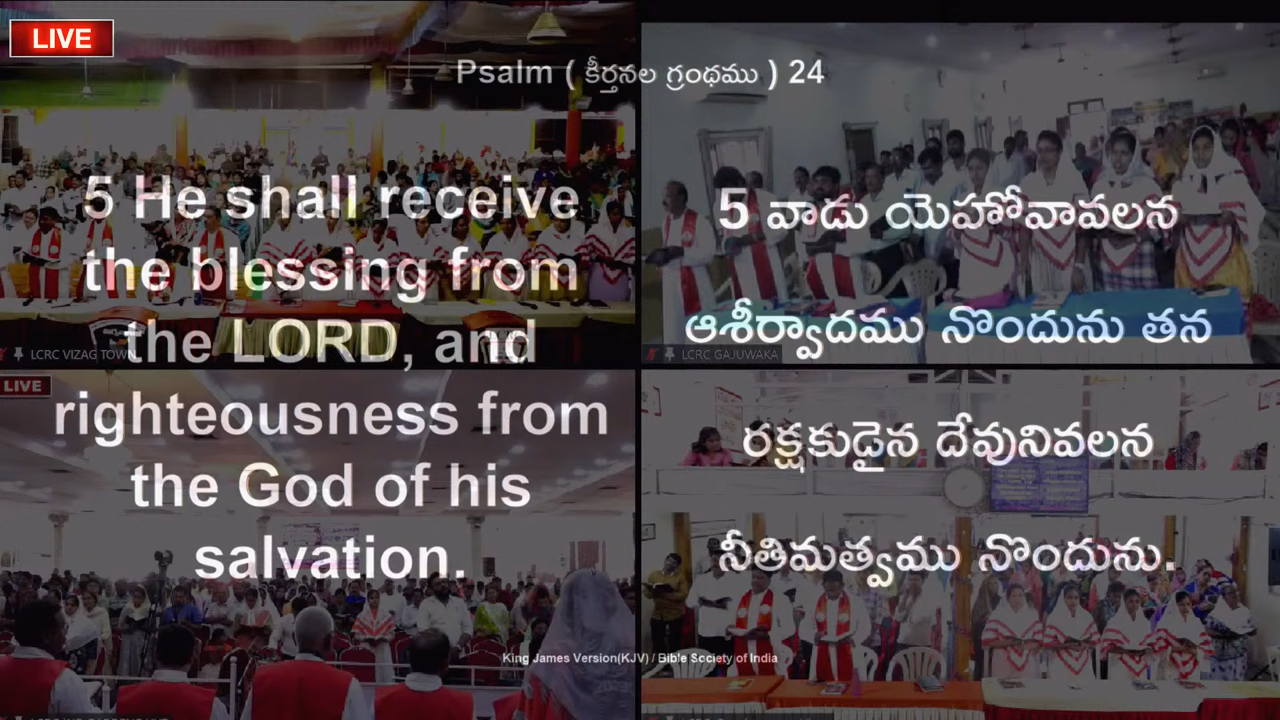 LIVE
Psalm ( కీర్తనల గ్రంథము ) 24
5 He shall receive
the blessing from
the LORD, and
righteousness from
the God of his
salvation.
5 వాడు యెహోవావలన
ఆశీర్వాదము నొందును తన
రక్షకుడైన దేవునివలన
నీతిమత్వము నొందును.
LCRC VIZAG TOWN
LCRC GAJUWAKA
LIVE
King James Version(KJV) / Bible Society of India